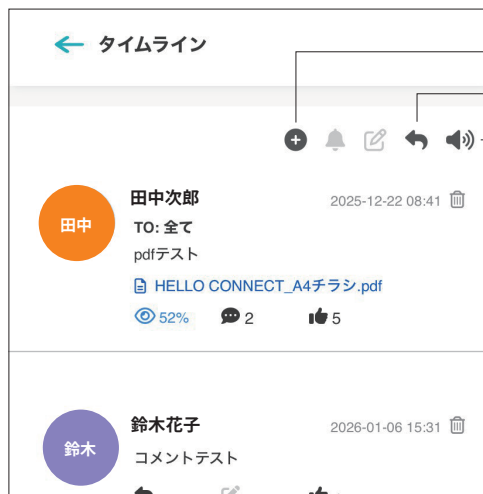 タイムライン
田中
田中次郎
2025-12-22 08:41
TO: 全て
pdfテスト
HELLO CONNECT_A4チラシ.pdf
52%
2
5
鈴木
鈴木花子
2026-01-06 15:31
コメントテスト